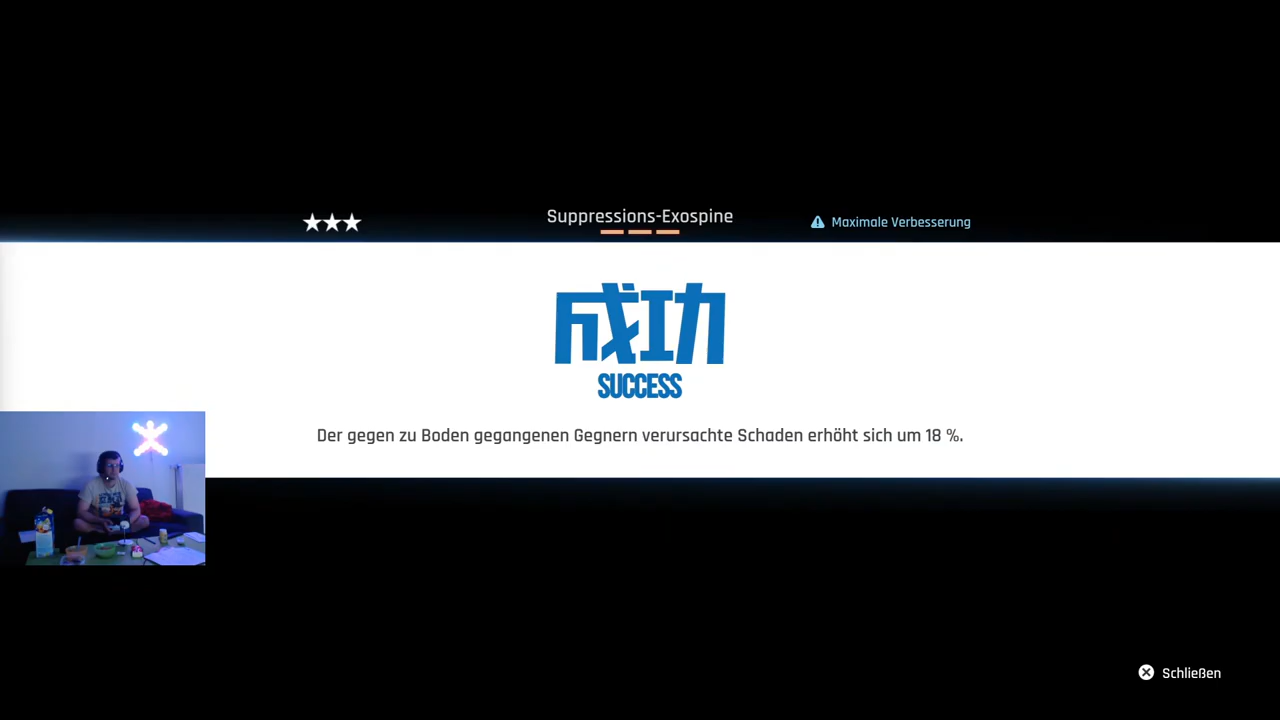 Suppressions-Exospine
Maximale Verbesserung
成功
SUCCESS
Der gegen zu Boden gegangenen Gegnern verursachte Schaden erhöht sich um 18 %.
Schließen